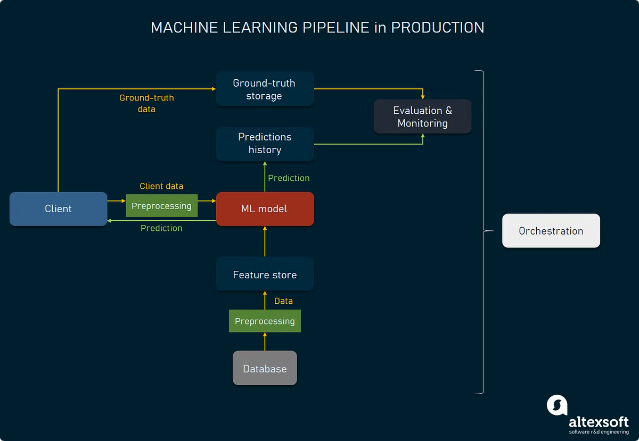 MACHINE LEARNING PIPELINE in PRODUCTION
Ground-truth
storage
Ground-truth
data
Evaluation &
Monitoring
Predictions
history
Prediction
Client data
Client
Preprocessing
ML model
Prediction
Orchestration
Feature store
Data
Preprocessing
Database
altexsoft
software r&d engineering